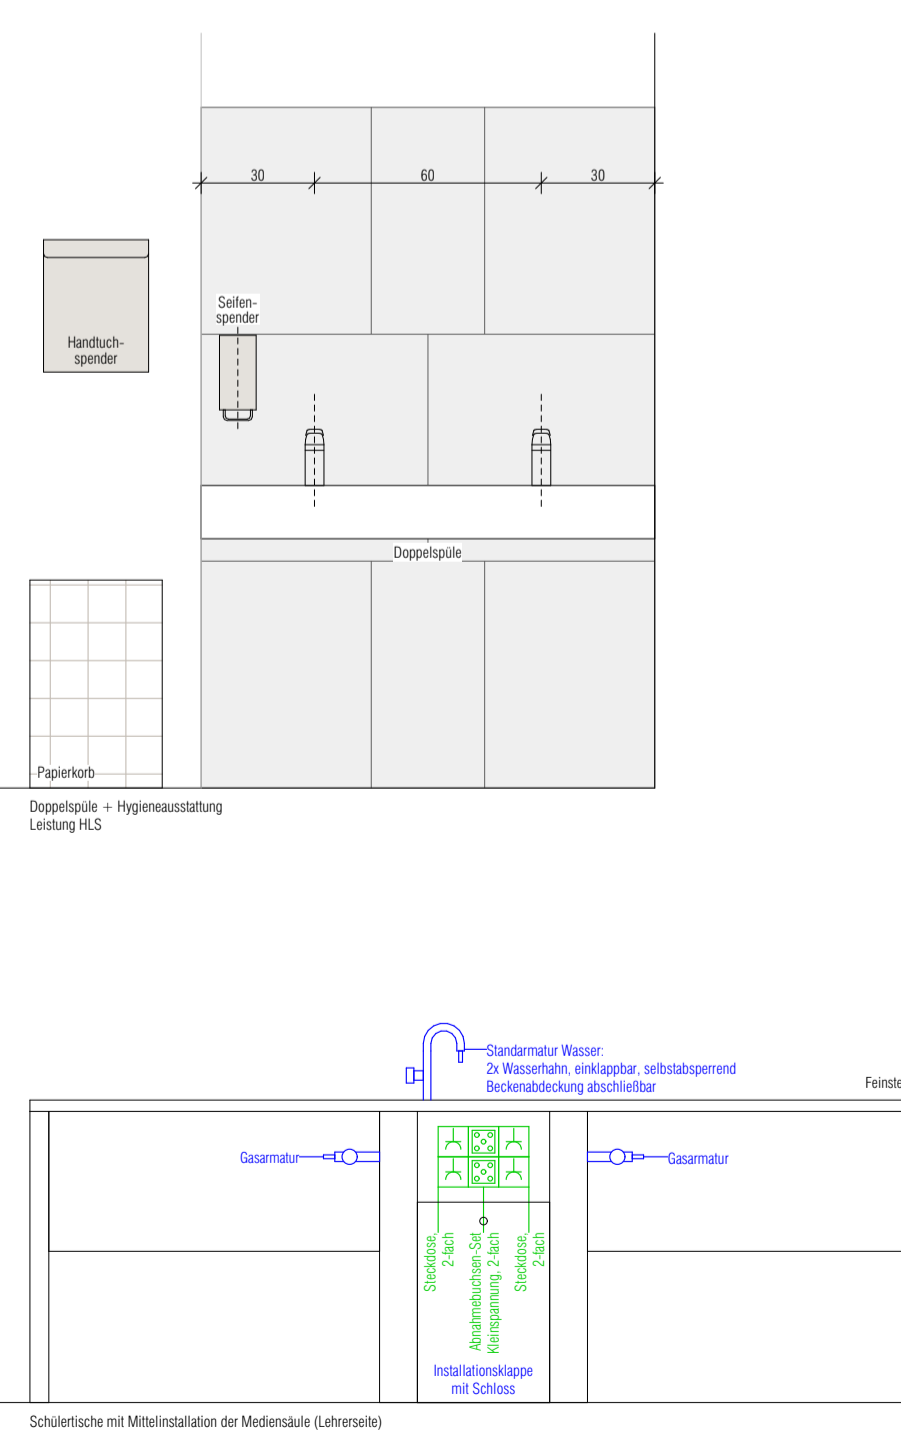 30
60
30
Seifen-
spender
Handtuch-
spender
Doppelspüle
Papierkorb
Doppelspüle + Hygieneausstattung
Leistung HLS
Standarmatur Wasser:
2x Wasserhahn, einklappbar, selbstabsperrend
Beckenabdeckung abschließbar
Feinste
Gasarmatur
Gasarmatur
Steckdose,
2-fach
Abnahmebuchsen-Set
Kleinspannung, 2-fach
Steckdose,
2-fach
Installationsklappe
mit Schloss
Schülertische mit Mittelinstallation der Mediensäule (Lehrerseite)